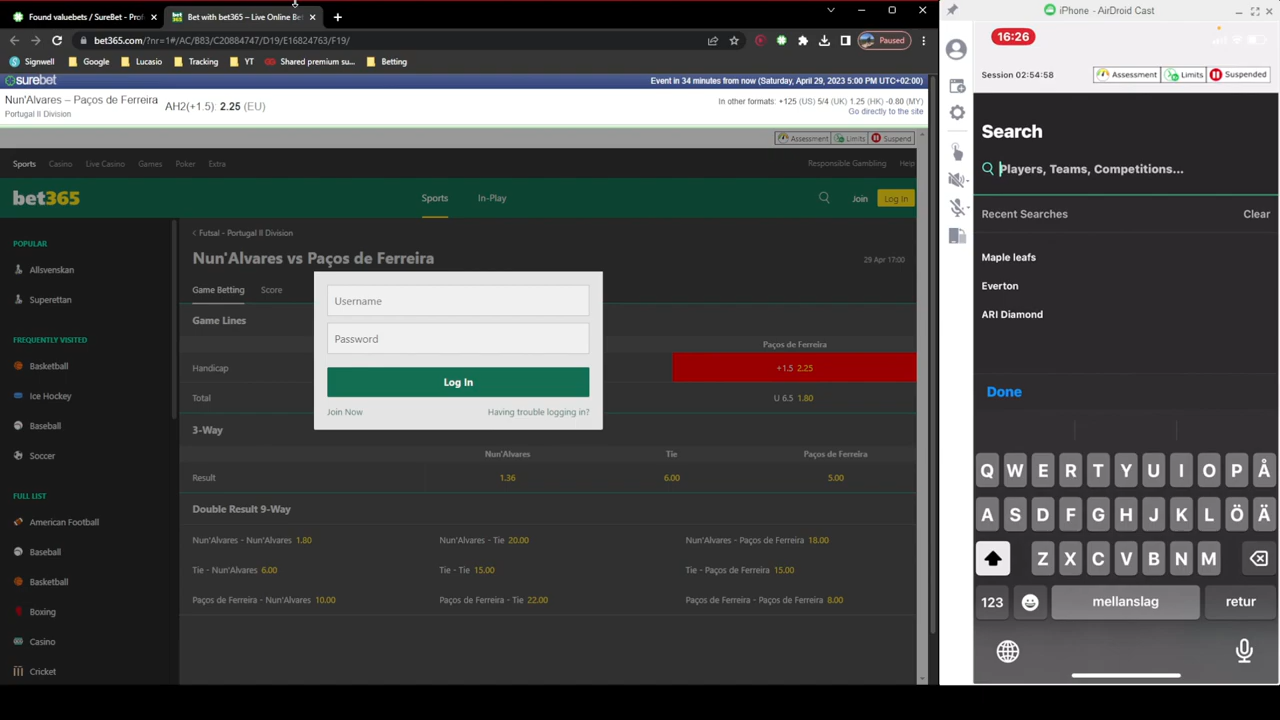 Found valuebets / SureBet - Prof
Bet with bet365 – Live Online Bet
bet365.com/?nr=1#/AC/B83/C20884747/D19/E16824763/F19/
Paused
Signwell
Google
Lucasio
Tracking
YT
Shared premium su...
Betting
surebet
Event in 34 minutes from now (Saturday, April 29, 2023 5:00 PM UTC+02:00)
Nun'Alvares – Paços de Ferreira
Portugal II Division
AH2(+1.5): 2.25 (EU)
In other formats: +125 (US) 5/4 (UK) 1.25 (HK) -0.80 (MY)
Go directly to the site
Assessment
Limits
Suspend
Sports
Casino
Live Casino
Games
Poker
Extra
Responsible Gambling
Help
bet365
Sports
In-Play
Join
Log In
POPULAR
Allsvenskan
Superettan
FREQUENTLY VISITED
Basketball
Ice Hockey
Baseball
Soccer
FULL LIST
American Football
Baseball
Basketball
Boxing
Casino
Cricket
Futsal - Portugal II Division
Nun'Alvares vs Paços de Ferreira
29 Apr 17:00
Game Betting
Score
Game Lines
Paços de Ferreira
Handicap
+1.5 2.25
Total
U 6.5 1.80
Username
Password
Log In
Join Now
Having trouble logging in?
3-Way
Nun'Alvares
Tie
Paços de Ferreira
Result
1.36
6.00
5.00
Double Result 9-Way
Nun'Alvares - Nun'Alvares 1.80
Nun'Alvares - Tie 20.00
Nun'Alvares - Paços de Ferreira 18.00
Tie - Nun'Alvares 6.00
Tie - Tie 15.00
Tie - Paços de Ferreira 15.00
Paços de Ferreira - Nun'Alvares 10.00
Paços de Ferreira - Tie 22.00
Paços de Ferreira - Paços de Ferreira 8.00
iPhone - AirDroid Cast
16:26
Session 02:54:58
Assessment
Limits
Suspended
Search
Players, Teams, Competitions...
Recent Searches
Clear
Maple leafs
Everton
ARI Diamond
Done
Q W E R T Y U I O P Å
A S D F G H J K L Ö Ä
Z X C V B N M
123
mellanslag
retur